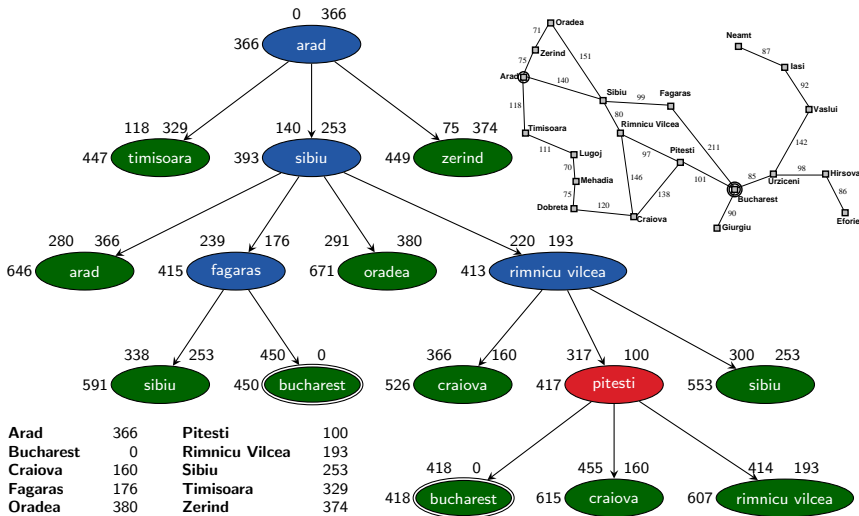 0 366
366 arad
118 329
447 timisoara
140 253
393 sibiu
75 374
449 zerind
280 366
646 arad
239 176
415 fagaras
291 380
671 oradea
220 193
413 rimnicu vilcea
338 253
591 sibiu
450 0
450 bucharest
366 160
526 craiova
317 100
417 pitesti
300 253
553 sibiu
418 0
418 bucharest
455 160
615 craiova
414 193
607 rimnicu vilcea
Arad 366 Pitesti 100
Bucharest 0 Rimnicu Vilcea 193
Craiova 160 Sibiu 253
Fagaras 176 Timisoara 329
Oradea 380 Zerind 374
Oradea
71
Zerind
75
151
Arad
140
118
Sibiu
99
Fagaras
80
Rimnicu Vilcea
Timisoara
111
Lugoj
70
Mehadia
75
Dobreta
120
146
97
Pitesti
211
138
101
Craiova
Bucharest
90
Giurgiu
85
Urziceni
98
Hirsova
86
Eforie
142
Vaslui
92
Iasi
87
Neamt